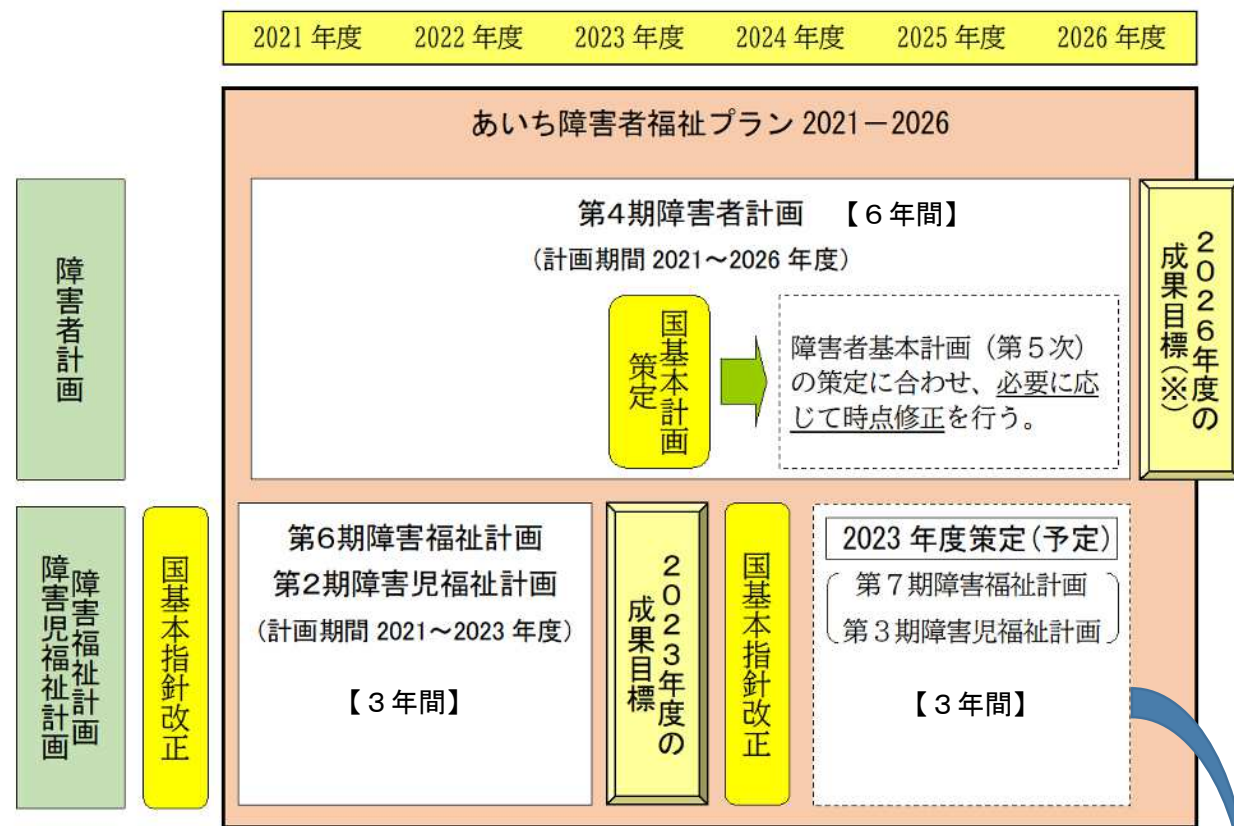 2021 年度 2022 年度 2023 年度 2024 年度 2025 年度 2026 年度
あいち障害者福祉プラン 2021－2026
障害者計画
第4期障害者計画 【６年間】
(計画期間 2021～2026 年度)
国基本計画
策定
障害者基本計画（第５次）
の策定に合わせ、必要に応
じて時点修正を行う。
2026年度の
成果目標(※)
障害福祉計画
障害児福祉計画
国基本指針改正
第6期障害福祉計画
第2期障害児福祉計画
(計画期間 2021～2023 年度)
【３年間】
2023年度の
成果目標
国基本指針改正
2023 年度策定(予定)
第７期障害福祉計画
第３期障害児福祉計画
【３年間】